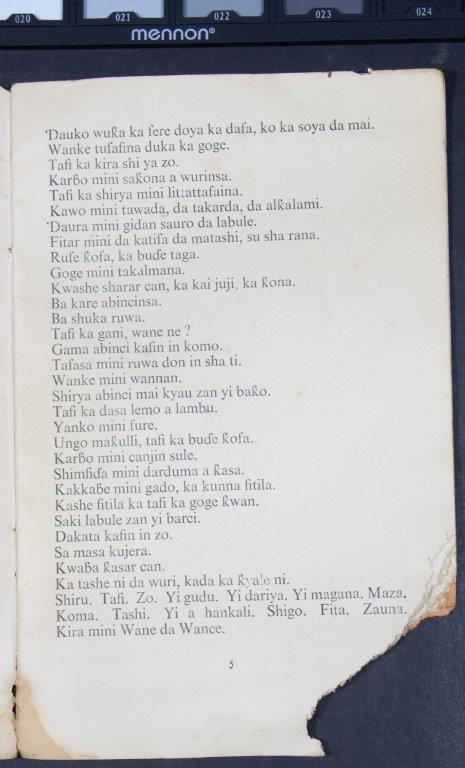 020 021 022 023 024
mennon®
Ɗauko wuƙa ka fere doya ka dafa, ko ka soya da mai.
Wanke tufafina duka ka goge.
Tafi ka kira shi ya zo.
Karɓo mini saƙona a wurinsa.
Tafi ka shirya mini littattafaina.
Kawo mini tawada, da takarda, da alƙalami.
Ɗaura mini gidan sauro da labule.
Fitar mini da katifa da matashi, su sha rana.
Rufe ƙofa, ka buɗe taga.
Goge mini takalmana.
Kwashe sharar can, ka kai juji, ka ƙona.
Ba kare abincinsa.
Ba shuka ruwa.
Tafi ka gani, wane ne ?
Gama abinci kafin in komo.
Tafasa mini ruwa don in sha ti.
Wanke mini wannan.
Shirya abinci mai kyau zan yi baƙo.
Tafi ka dasa lemo a lambu.
Yanko mini fure.
Ungo maƙulli, tafi ka buɗe ƙofa.
Karɓo mini canjin sule.
Shimfiɗa mini darduma a ƙasa.
Kakkaɓe mini gado, ka kunna fitila.
Kashe fitila ka tafi ka goge ƙwan.
Saki labule zan yi barci.
Dakata kafin in zo.
Sa masa kujera.
Kwaɓa ƙasar can.
Ka tashe ni da wuri, kada ka ƙyale ni.
Shiru. Tafi. Zo. Yi gudu. Yi dariya. Yi magana. Maza.
Koma. Tashi. Yi a hankali. Shigo. Fita. Zauna.
Kira mini Wane da Wance.
5